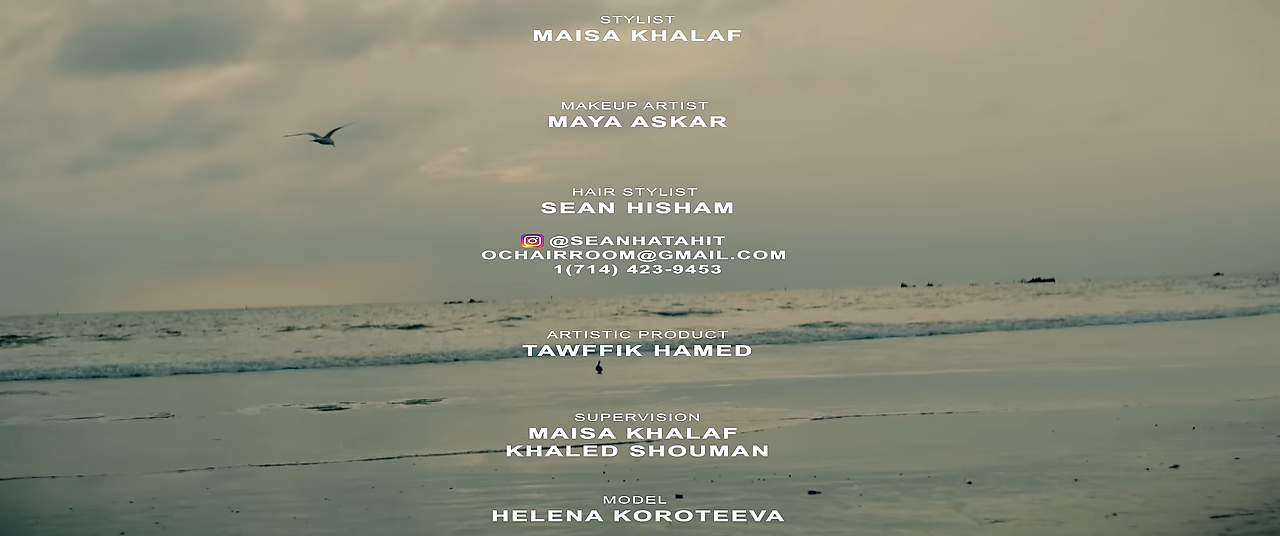 STYLIST
MAISA KHALAF
MAKEUP ARTIST
MAYA ASKAR
HAIR STYLIST
SEAN HISHAM
@SEANHATAHIT
OCHAIRROOM@GMAIL.COM
1(714) 423-9453
ARTISTIC PRODUCT
TAWFFIK HAMED
SUPERVISION
MAISA KHALAF
KHALED SHOUMAN
MODEL
HELENA KOROTEEVA